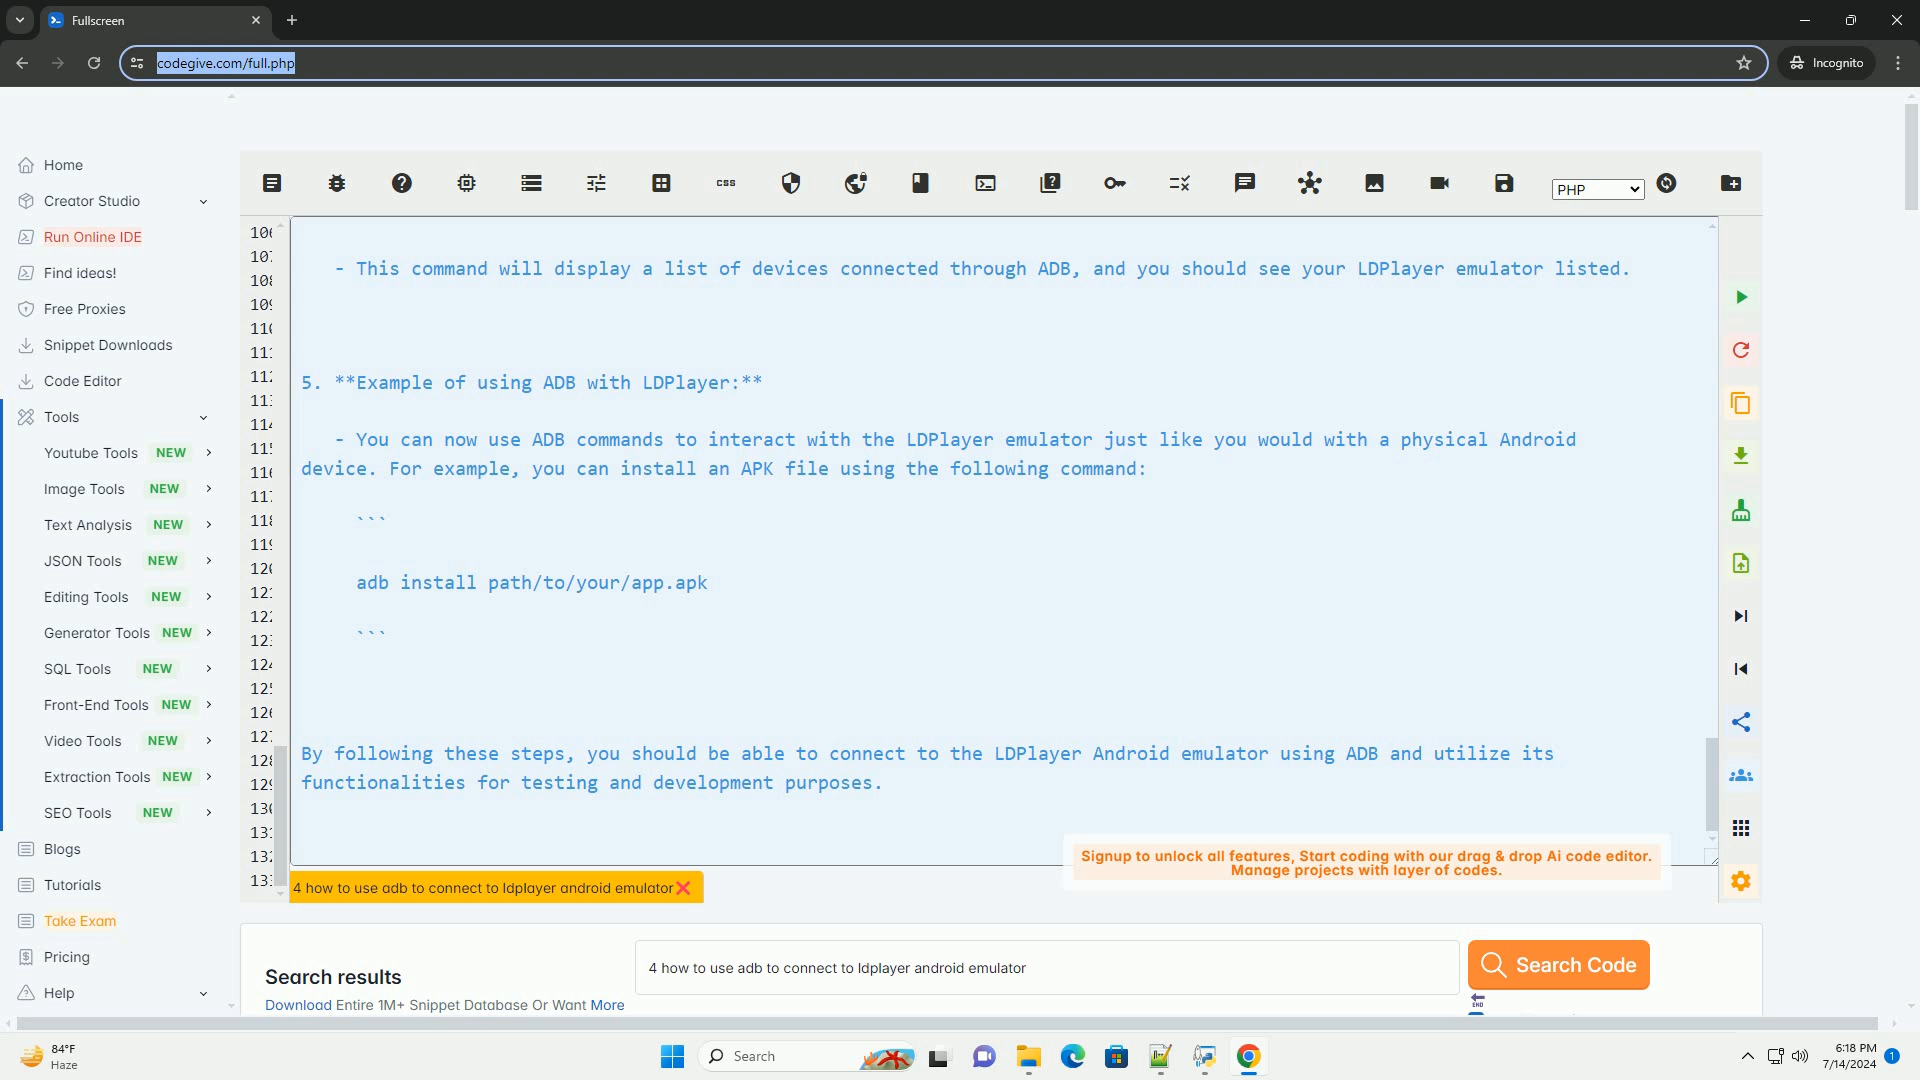 Fullscreen
codegive.com/full.php
Incognito
Home
Creator Studio
Run Online IDE
Find ideas!
Free Proxies
Snippet Downloads
Code Editor
Tools
Youtube Tools NEW
Image Tools NEW
Text Analysis NEW
JSON Tools NEW
Editing Tools NEW
Generator Tools NEW
SQL Tools NEW
Front-End Tools NEW
Video Tools NEW
Extraction Tools NEW
SEO Tools NEW
Blogs
Tutorials
Take Exam
Pricing
Help
css
PHP
- This command will display a list of devices connected through ADB, and you should see your LDPlayer emulator listed.
5. **Example of using ADB with LDPlayer:**
- You can now use ADB commands to interact with the LDPlayer emulator just like you would with a physical Android
device. For example, you can install an APK file using the following command:
```
adb install path/to/your/app.apk
```
By following these steps, you should be able to connect to the LDPlayer Android emulator using ADB and utilize its
functionalities for testing and development purposes.
Signup to unlock all features, Start coding with our drag & drop Ai code editor.
Manage projects with layer of codes.
4 how to use adb to connect to ldplayer android emulator
Search results
Download Entire 1M+ Snippet Database Or Want More
4 how to use adb to connect to ldplayer android emulator
Search Code
END
84°F
Haze
Search
6:18 PM
7/14/2024
1